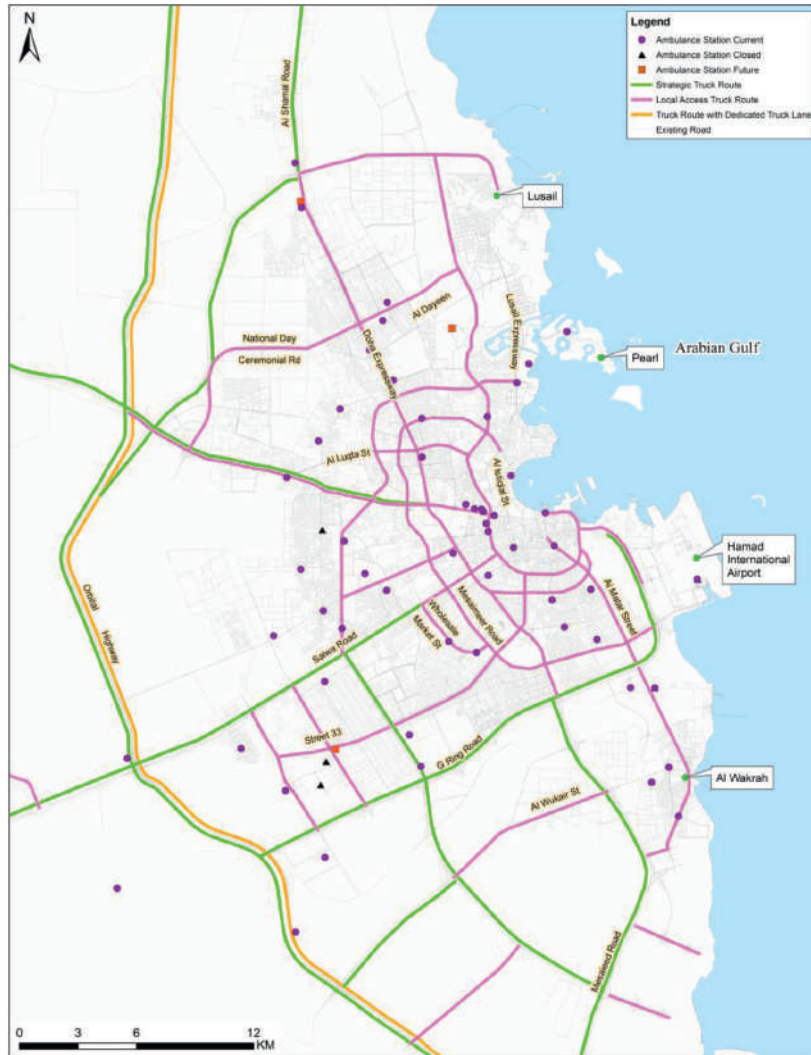 N
Legend
Ambulance Station Current
Ambulance Station Closed
Ambulance Station Future
Strategic Truck Route
Local Access Truck Route
Truck Route with Dedicated Truck Lane
Existing Road
Al Shamal Road
Lusail
Al Dayeen
Lusail Expressway
National Day
Ceremonial Rd
Doha Expressway
Arabian Gulf
Pearl
Al Luqta St
Al Istiqlal St
Hamad
International
Airport
Orbital
Highway
Al Matar Street
Mesaimeer Road
Wholesale
Market St
Salwa Road
Street 33
G Ring Road
Al Wakrah
Al Wukair St
Mesaieed Road
0 3 6 12
KM